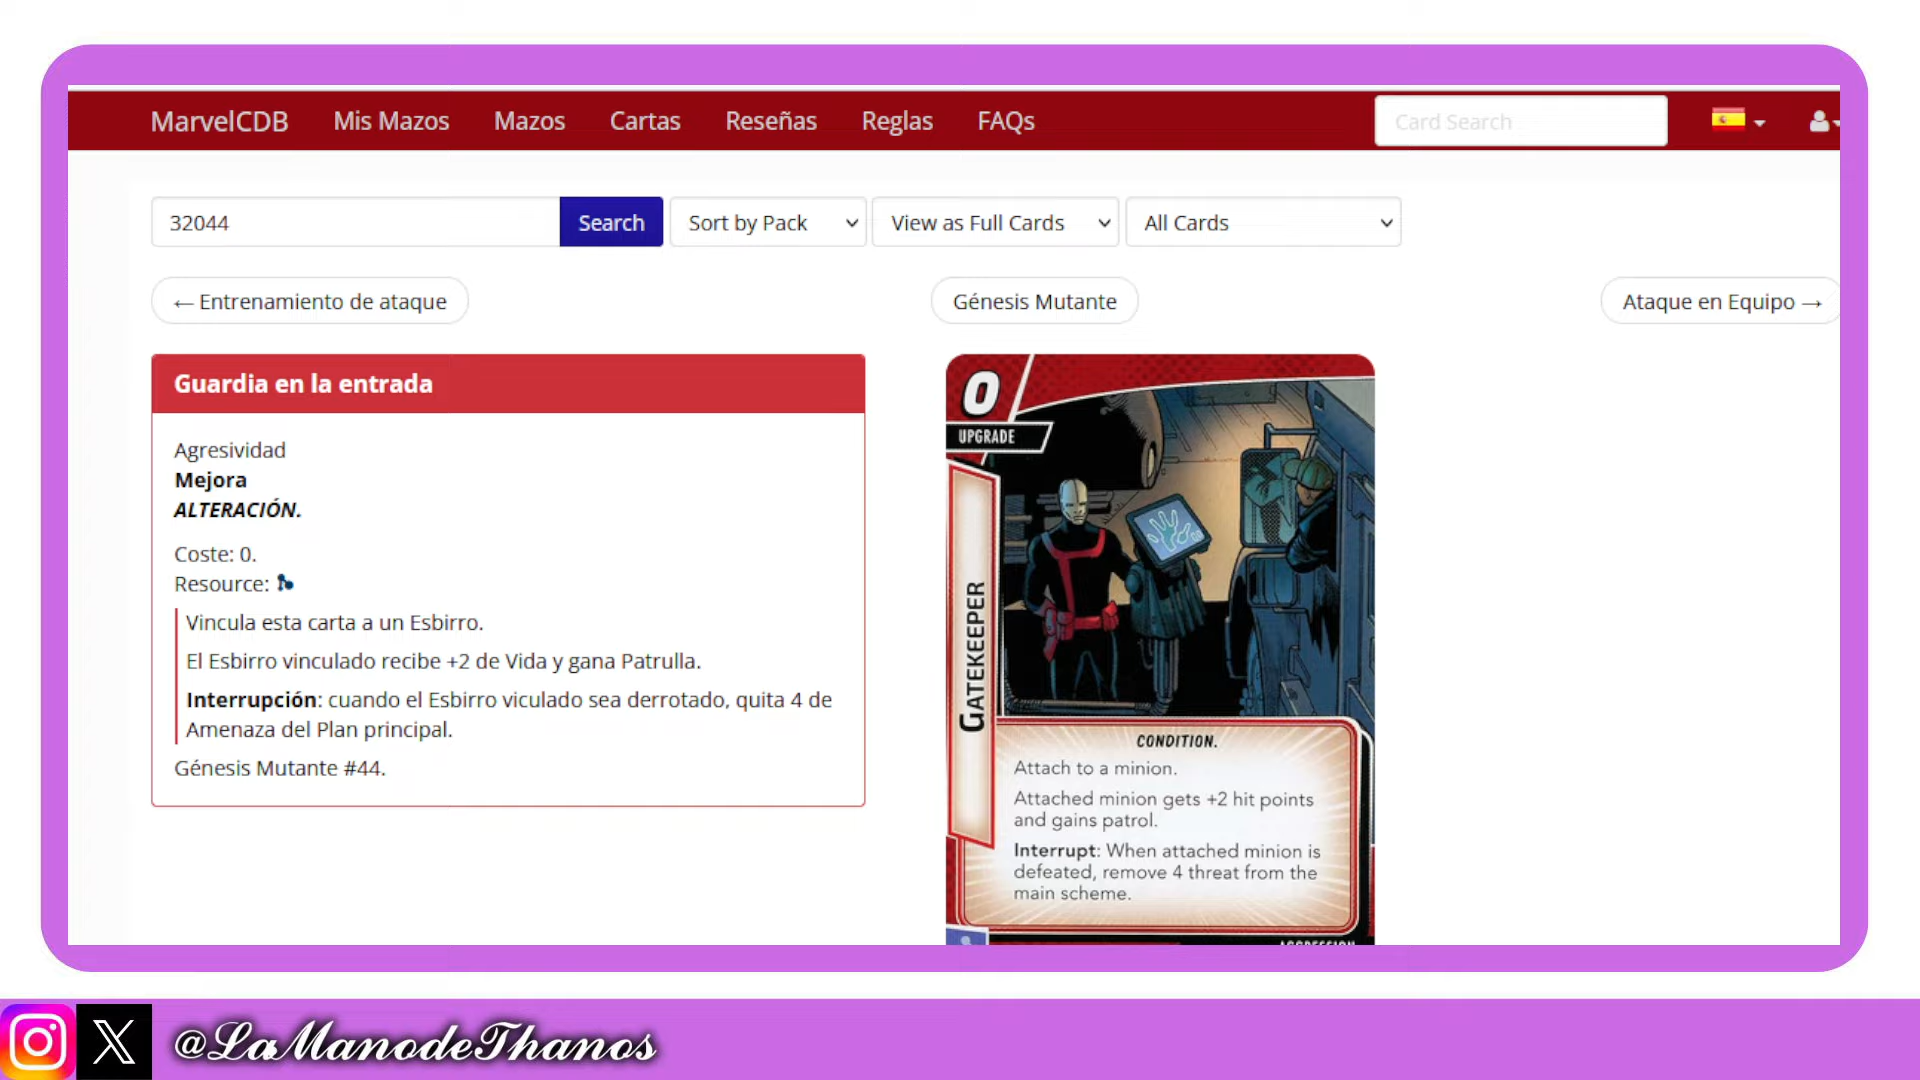 MarvelCDB Mis Mazos Mazos Cartas Reseñas Reglas FAQs Card Search
32044 Search Sort by Pack View as Full Cards All Cards
← Entrenamiento de ataque Génesis Mutante Ataque en Equipo →
Guardia en la entrada
Agresividad
Mejora
ALTERACIÓN.
Coste: 0.
Resource:
Vincula esta carta a un Esbirro.
El Esbirro vinculado recibe +2 de Vida y gana Patrulla.
Interrupción: cuando el Esbirro viculado sea derrotado, quita 4 de
Amenaza del Plan principal.
Génesis Mutante #44.
0
UPGRADE
GATEKEEPER
CONDITION.
Attach to a minion.
Attached minion gets +2 hit points
and gains patrol.
Interrupt: When attached minion is
defeated, remove 4 threat from the
main scheme.
AGGRESSION
@LaManodeThanos